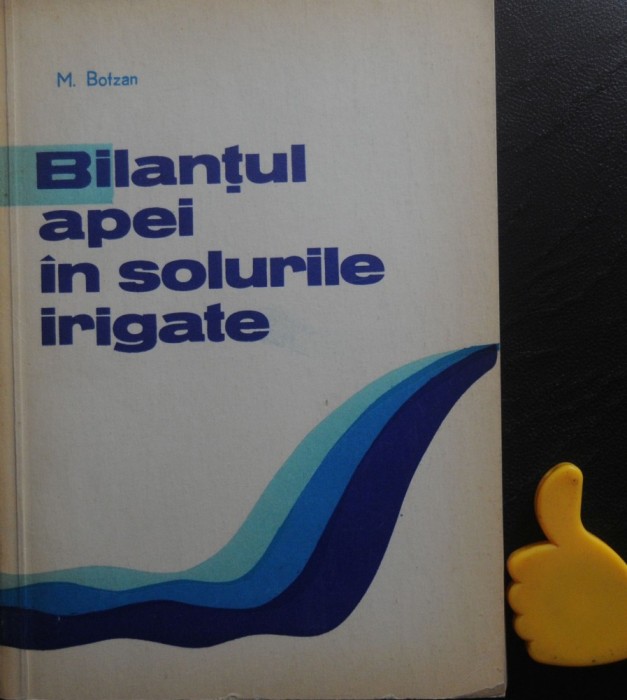 M. Botzan
Bilanțul
apei
în solurile
irigate